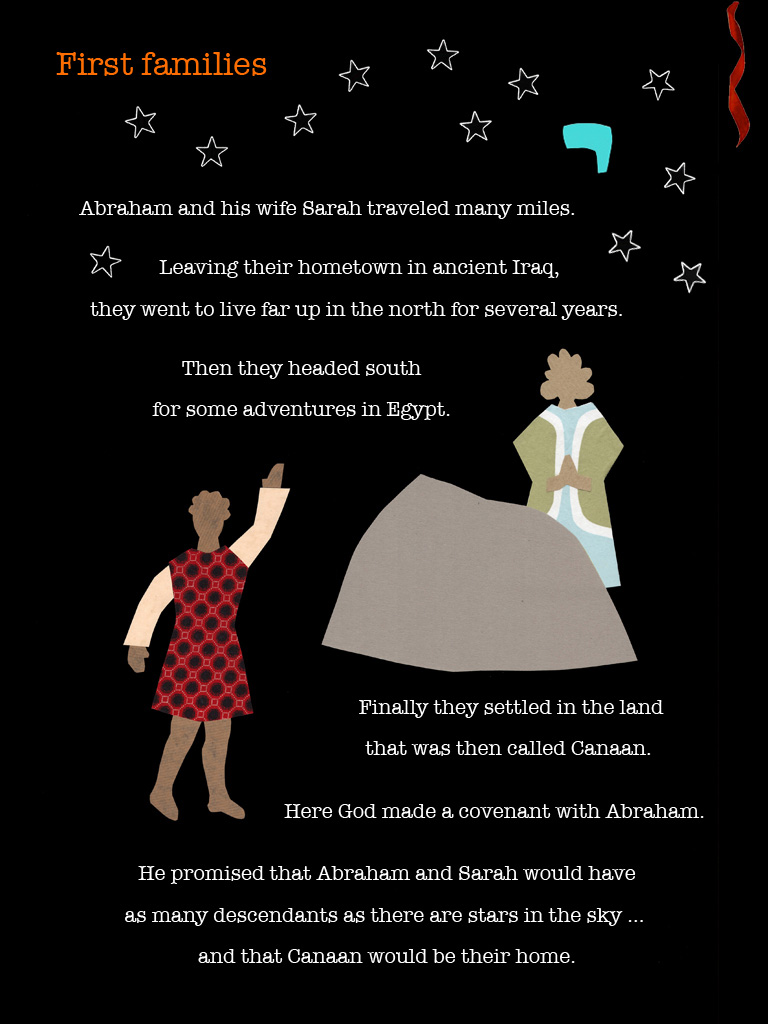 First families
Abraham and his wife Sarah traveled many miles.
Leaving their hometown in ancient Iraq,
they went to live far up in the north for several years.
Then they headed south
for some adventures in Egypt.
Finally they settled in the land
that was then called Canaan.
Here God made a covenant with Abraham.
He promised that Abraham and Sarah would have
as many descendants as there are stars in the sky ...
and that Canaan would be their home.